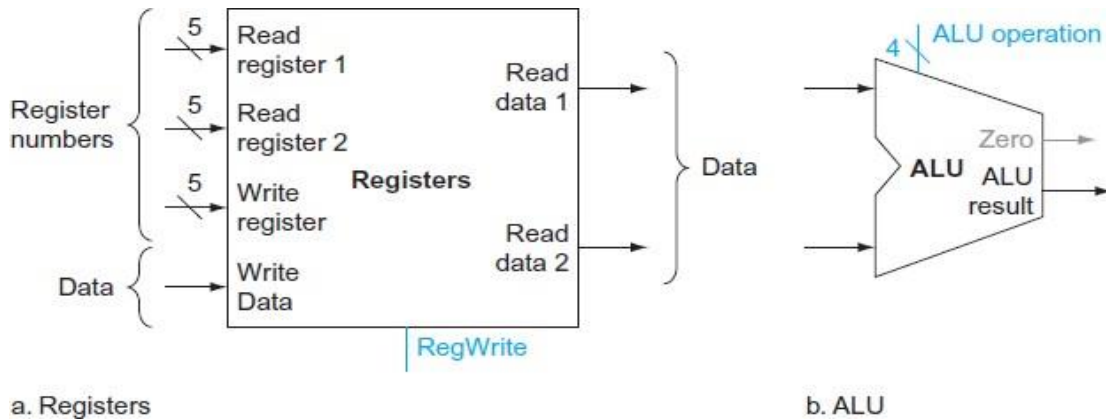 5
Read
register 1
5
Read
register 2
Register
numbers
5
Write
register
Data
Write
Data
Registers
Read
data 1
Read
data 2
Data
RegWrite
a. Registers
4
ALU operation
Zero
ALU
ALU
result
b. ALU